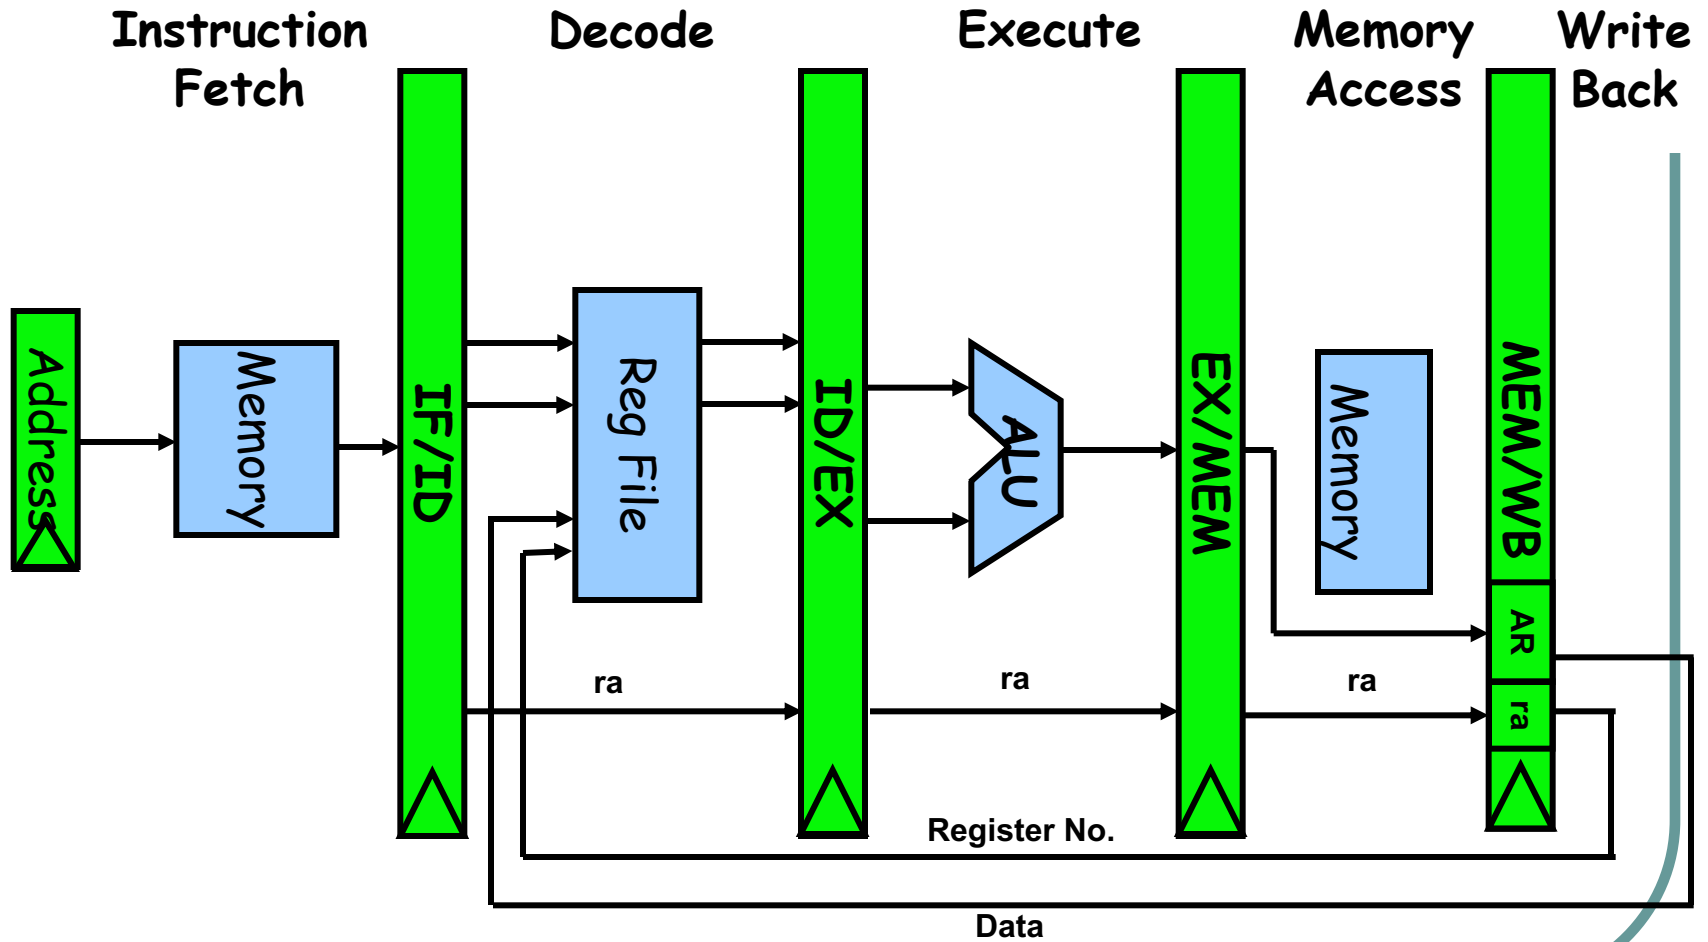 Instruction
Fetch
Decode
Execute
Memory
Access
Write
Back
Address
Memory
IF/ID
Reg File
ID/EX
ALU
EX/MEM
Memory
MEM/WB
AR
ra
ra
ra
ra
Register No.
Data